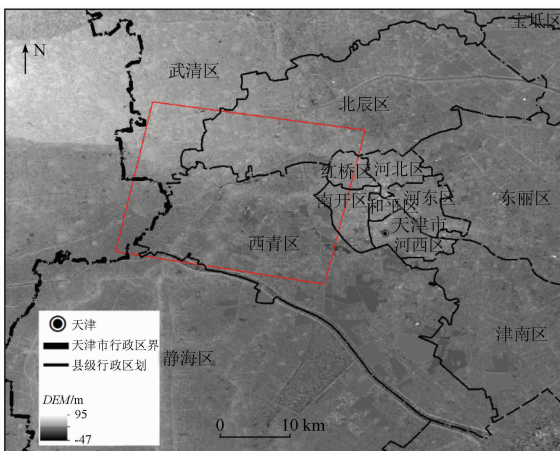 宝坻区
N
武清区
北辰区
红桥区
河北区
南开区
和平区
河东区
东丽区
天津市
西青区
河西区
津南区
静海区
天津
天津市行政区界
县级行政区划
DEM/m
95
-47
0 10 km